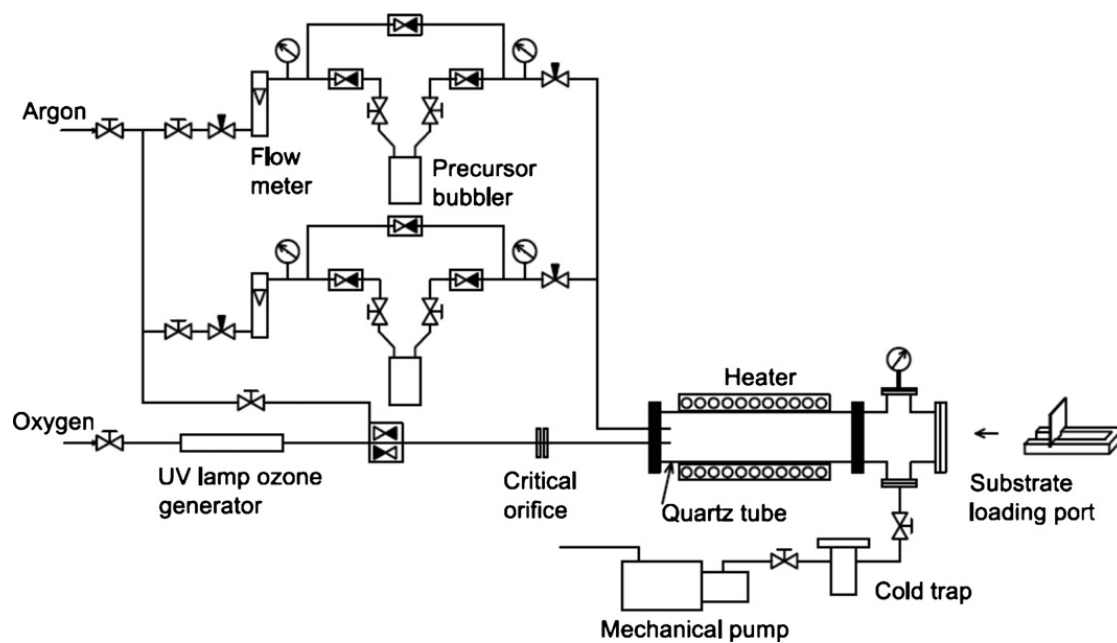 Argon
Flow
meter
Precursor
bubbler
Oxygen
UV lamp ozone
generator
Critical
orifice
Heater
Quartz tube
Substrate
loading port
Cold trap
Mechanical pump